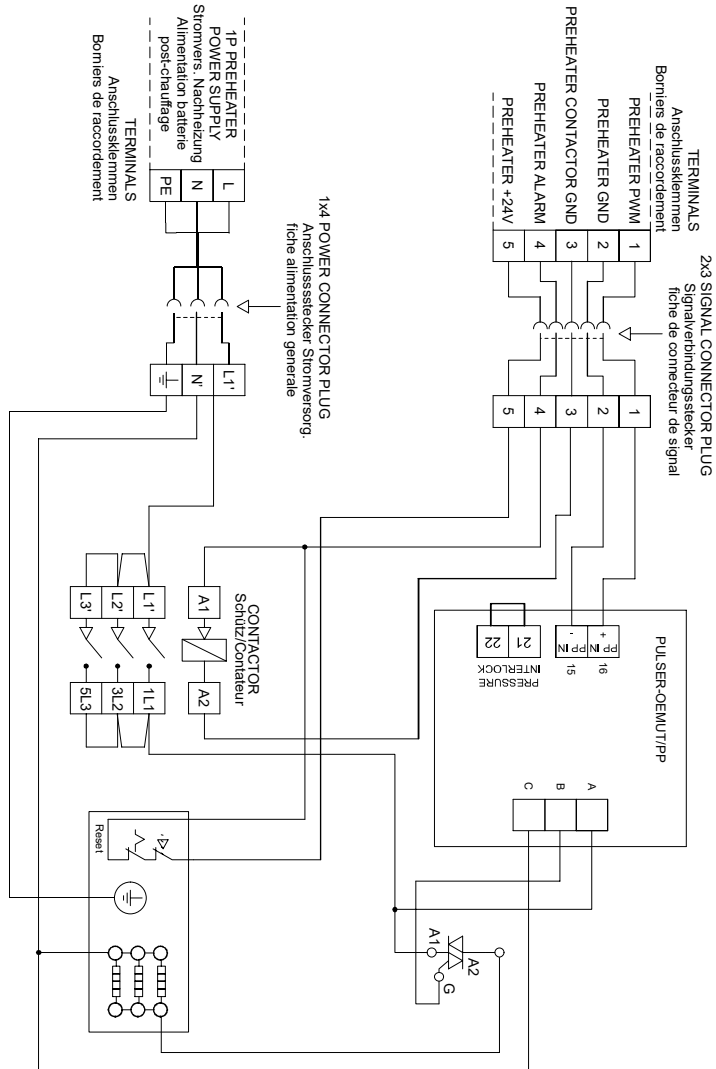 TERMINALS
Anschlussklemmen
Borniers de raccordement
PREHEATER PWM
PREHEATER GND
PREHEATER CONTACTOR GND
PREHEATER ALARM
PREHEATER +24V
1
2
3
4
5
2x3 SIGNAL CONNECTOR PLUG
Signalverbindungsstecker
fiche de connecteur de signal
1
2
3
4
5
1P PREHEATER
POWER SUPPLY
Stromvers. Nachheizung
Alimentation batterie
post-chauffage
L
N
PE
TERMINALS
Anschlussklemmen
Borniers de raccordement
1x4 POWER CONNECTOR PLUG
Anschlusssstecker Stromversorg.
fiche alimentation generale
L1'
N'
PULSER-OEMUT/PP
+
PP IN
16
-
PP IN
15
21
22
PRESSURE
INTERLOCK
A
B
C
CONTACTOR
Schütz/Contateur
A1
A2
L1'
L2'
L3'
1L1
3L2
5L3
Reset
A1
A2
G